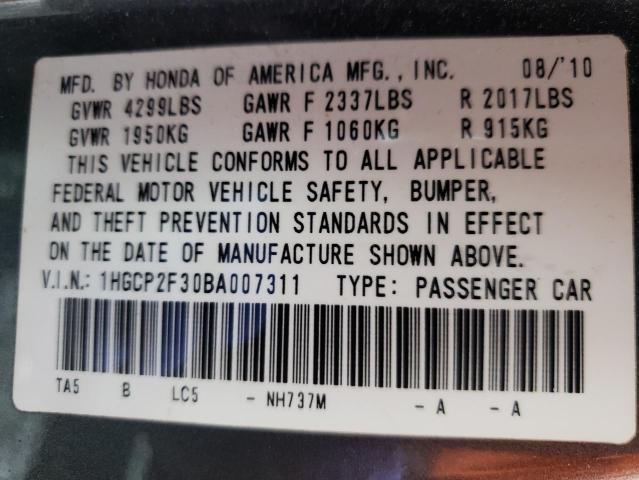 MFD. BY HONDA OF AMERICA MFG., INC. 08/'10
GVWR 4299LBS GAWR F 2337LBS R 2017LBS
GVWR 1950KG GAWR F 1060KG R 915KG
THIS VEHICLE CONFORMS TO ALL APPLICABLE
FEDERAL MOTOR VEHICLE SAFETY, BUMPER,
AND THEFT PREVENTION STANDARDS IN EFFECT
ON THE DATE OF MANUFACTURE SHOWN ABOVE.
V.I.N.: 1HGCP2F30BA007311 TYPE: PASSENGER CAR
TA5 B LC5 - NH737M - A - A